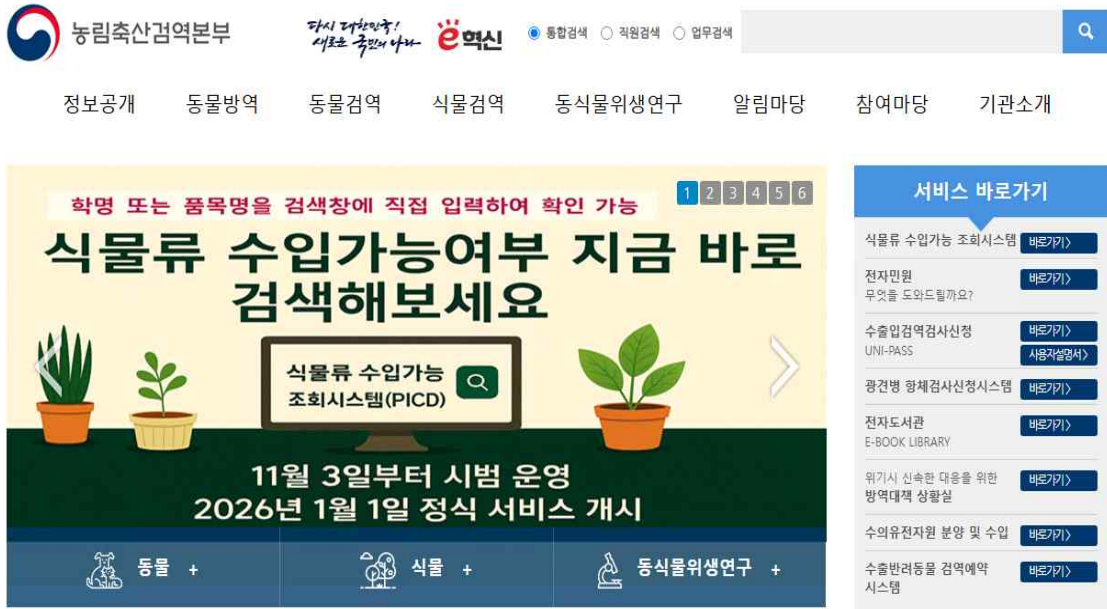 농림축산검역본부
다시 대한민국!
새로운 국민의 나라
e혁신
통합검색 직원검색 업무검색
정보공개 동물방역 동물검역 식물검역 동식물위생연구 알림마당 참여마당 기관소개
학명 또는 품목명을 검색창에 직접 입력하여 확인 가능
1 2 3 4 5 6
식물류 수입가능여부 지금 바로
검색해보세요
식물류 수입가능
조회시스템(PICD)
11월 3일부터 시범 운영
2026년 1월 1일 정식 서비스 개시
동물 +
식물 +
동식물위생연구 +
서비스 바로가기
식물류 수입가능 조회시스템 바로가기〉
전자민원 바로가기〉
무엇을 도와드릴까요?
수출입검역검사신청 바로가기〉
UNI-PASS 사용자설명서〉
광견병 항체검사신청시스템 바로가기〉
전자도서관 바로가기〉
E-BOOK LIBRARY
위기시 신속한 대응을 위한 바로가기〉
방역대책 상황실
수의유전자원 분양 및 수입 바로가기〉
수출반려동물 검역예약 바로가기〉
시스템